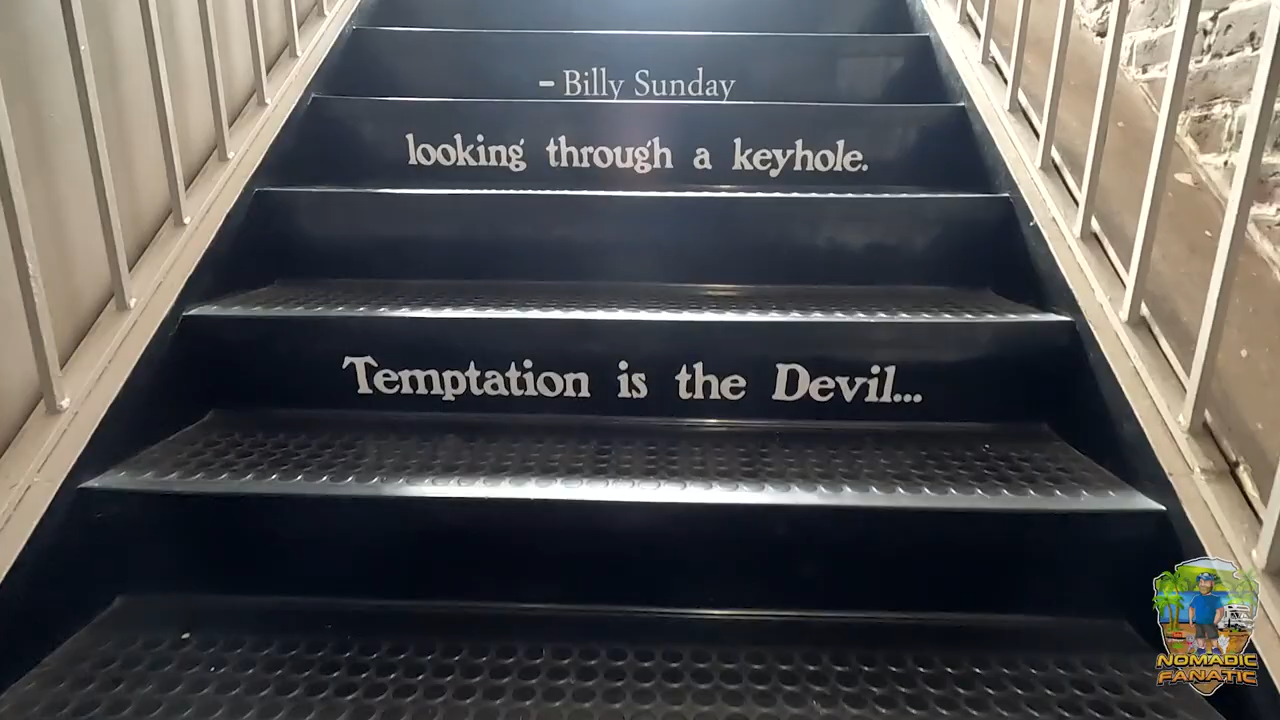 – Billy Sunday
looking through a keyhole.
Temptation is the Devil...
NOMADIC
FANATIC